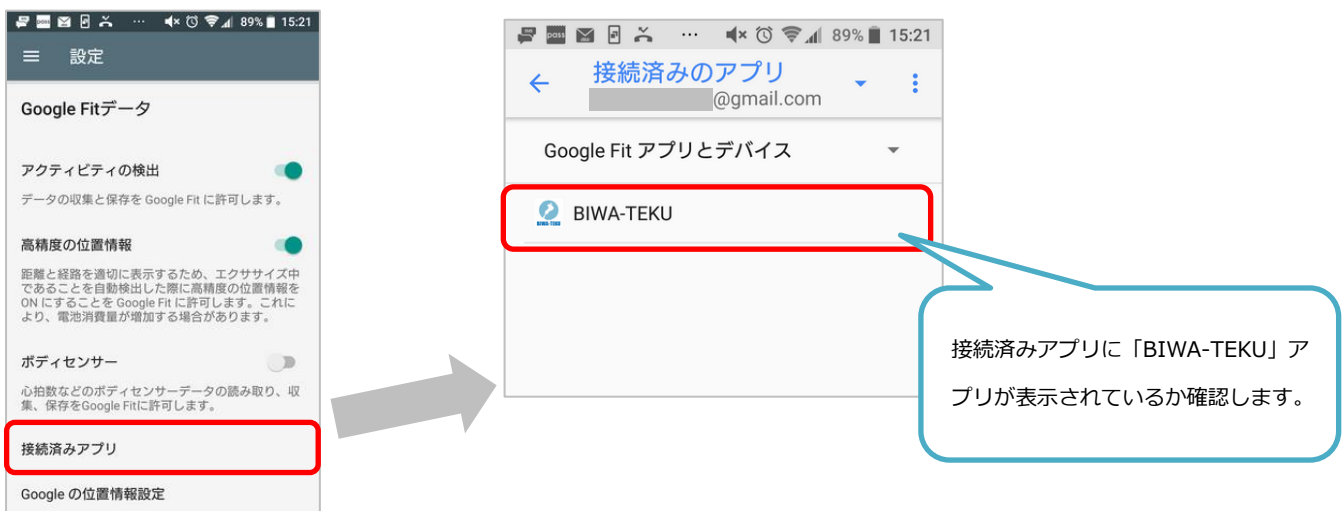 89% 15:21
設定
Google Fitデータ
アクティビティの検出
データの収集と保存を Google Fit に許可します。
高精度の位置情報
距離と経路を適切に表示するため、エクササイズ中
であることを自動検出した際に高精度の位置情報を
ON にすることを Google Fit に許可します。これに
より、電池消費量が増加する場合があります。
ボディセンサー
心拍数などのボディセンサーデータの読み取り、収
集、保存をGoogle Fitに許可します。
接続済みアプリ
Google の位置情報設定
pass 89% 15:21
接続済みのアプリ
@gmail.com
Google Fit アプリとデバイス
BIWA-TEKU
BIWA-TEKU
接続済みアプリに「BIWA-TEKU」ア
プリが表示されているか確認します。